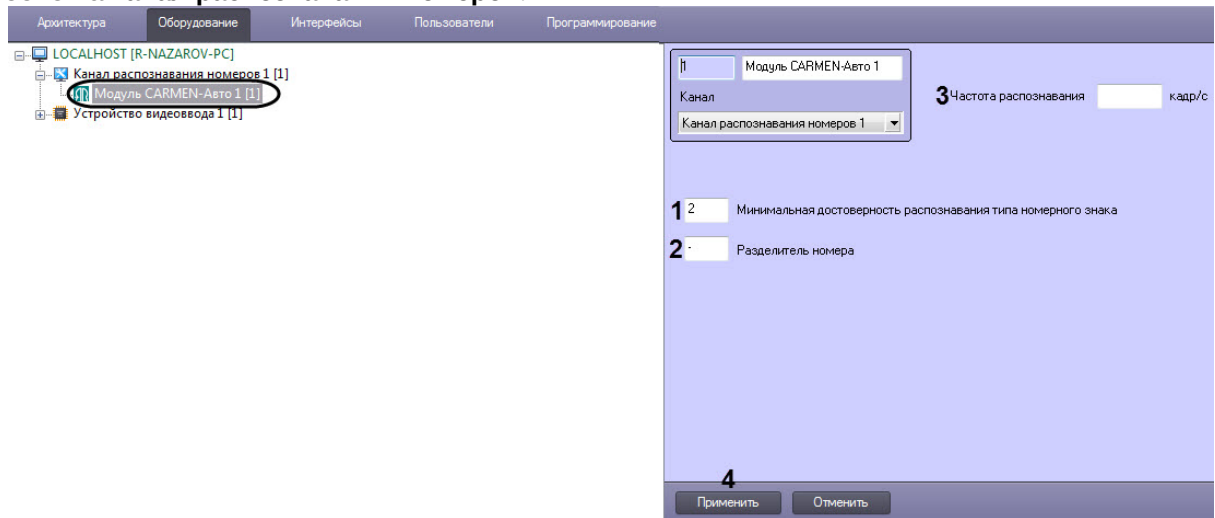 Архитектура Оборудование Интерфейсы Пользователи Программирование
LOCALHOST [R-NAZAROV-PC]
Канал распознавания номеров 1 [1]
Модуль CARMEN-Авто 1 [1]
Устройство видеоввода 1 [1]
1 Модуль CARMEN-Авто 1
Канал
Канал распознавания номеров 1
3 Частота распознавания кадр/с
1 2 Минимальная достоверность распознавания типа номерного знака
2 - Разделитель номера
4
Применить Отменить